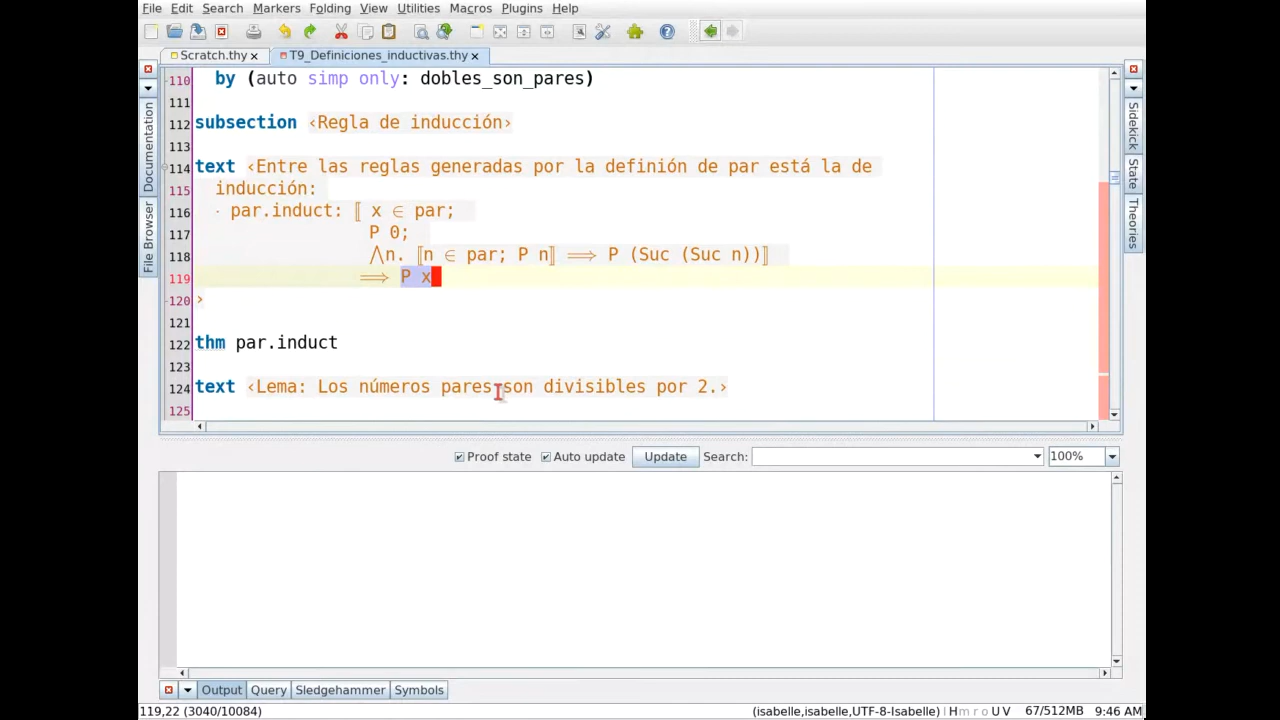 File Edit Search Markers Folding View Utilities Macros Plugins Help
Scratch.thy T9_Definiciones_inductivas.thy
110 by (auto simp only: dobles_son_pares)
111
112 subsection ‹Regla de inducción›
113
114 text ‹Entre las reglas generadas por la definión de par está la de
115 inducción:
116 · par.induct: ⟦ x ∈ par;
117 P 0;
118 ⋀n. ⟦n ∈ par; P n⟧ ⟹ P (Suc (Suc n))⟧
119 ⟹ P x
120 ›
121
122 thm par.induct
123
124 text ‹Lema: Los números pares son divisibles por 2.›
125
Documentation
File Browser
Sidekick
State
Theories
Proof state Auto update Update Search: 100%
Output Query Sledgehammer Symbols
119,22 (3040/10084) (isabelle,isabelle,UTF-8-Isabelle) | H m r o U V 67/512MB 9:46 AM